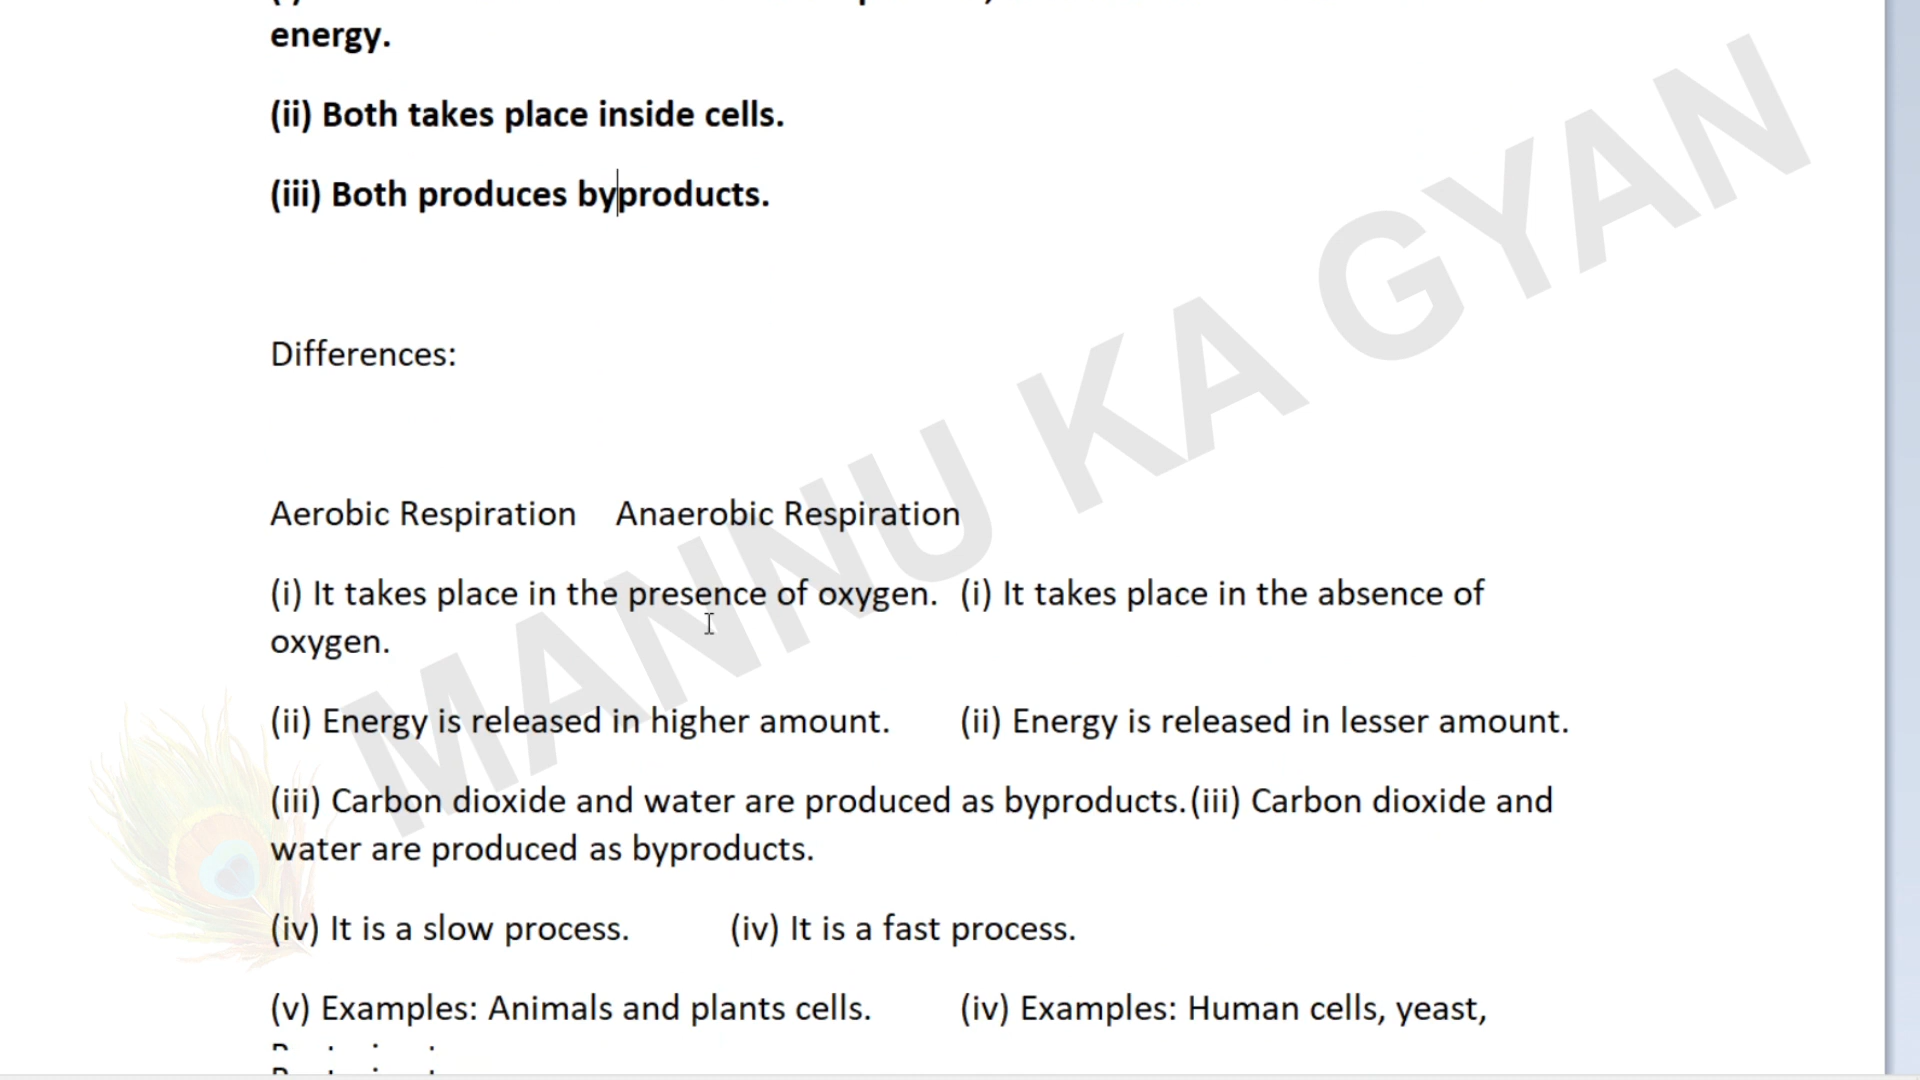 energy.
(ii) Both takes place inside cells.
(iii) Both produces byproducts.
Differences:
Aerobic Respiration Anaerobic Respiration
(i) It takes place in the presence of oxygen. (i) It takes place in the absence of
oxygen.
(ii) Energy is released in higher amount. (ii) Energy is released in lesser amount.
(iii) Carbon dioxide and water are produced as byproducts.(iii) Carbon dioxide and
water are produced as byproducts.
(iv) It is a slow process. (iv) It is a fast process.
(v) Examples: Animals and plants cells. (iv) Examples: Human cells, yeast,
MANNU KA GYAN